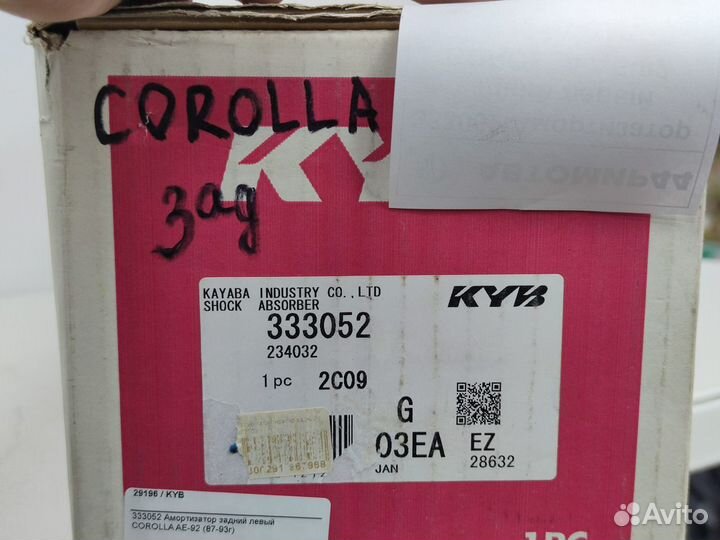 COROLLA
зад
KYB
KAYABA INDUSTRY CO.,LTD
SHOCK ABSORBER
KYB
333052
234032
1 pc 2C09
G
03EA EZ
JAN 28632
29196 / KYB
333052 Амортизатор задний левый
COROLLA AE-92 (87-93г)
1PC
Avito